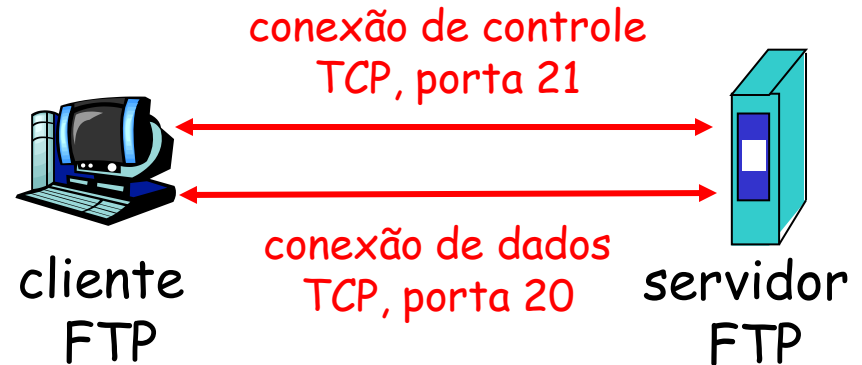 conexão de controle
TCP, porta 21
conexão de dados
TCP, porta 20
cliente
FTP
servidor
FTP